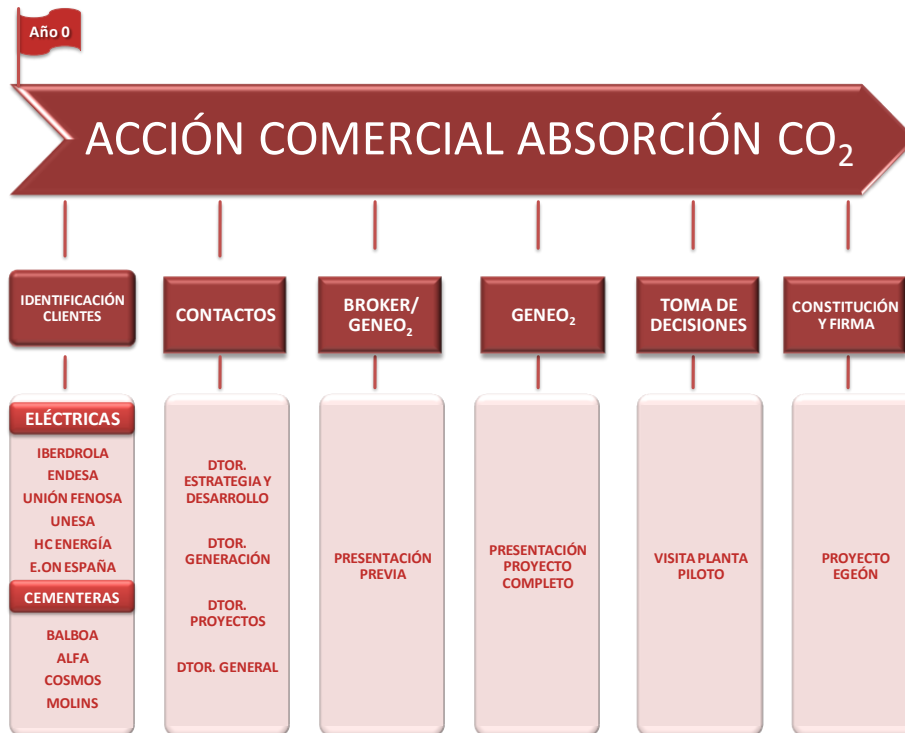 Año 0
ACCIÓN COMERCIAL ABSORCIÓN CO₂
IDENTIFICACIÓN
CLIENTES
CONTACTOS
BROKER/
GENEO₂
GENEO₂
TOMA DE
DECISIONES
CONSTITUCIÓN
Y FIRMA
ELÉCTRICAS
IBERDROLA
ENDESA
UNIÓN FENOSA
UNESA
HC ENERGÍA
E.ON ESPAÑA
CEMENTERAS
BALBOA
ALFA
COSMOS
MOLINS
DTOR.
ESTRATEGIA Y
DESARROLLO
DTOR.
GENERACIÓN
DTOR.
PROYECTOS
DTOR. GENERAL
PRESENTACIÓN
PREVIA
PRESENTACIÓN
PROYECTO
COMPLETO
VISITA PLANTA
PILOTO
PROYECTO
EGEÓN